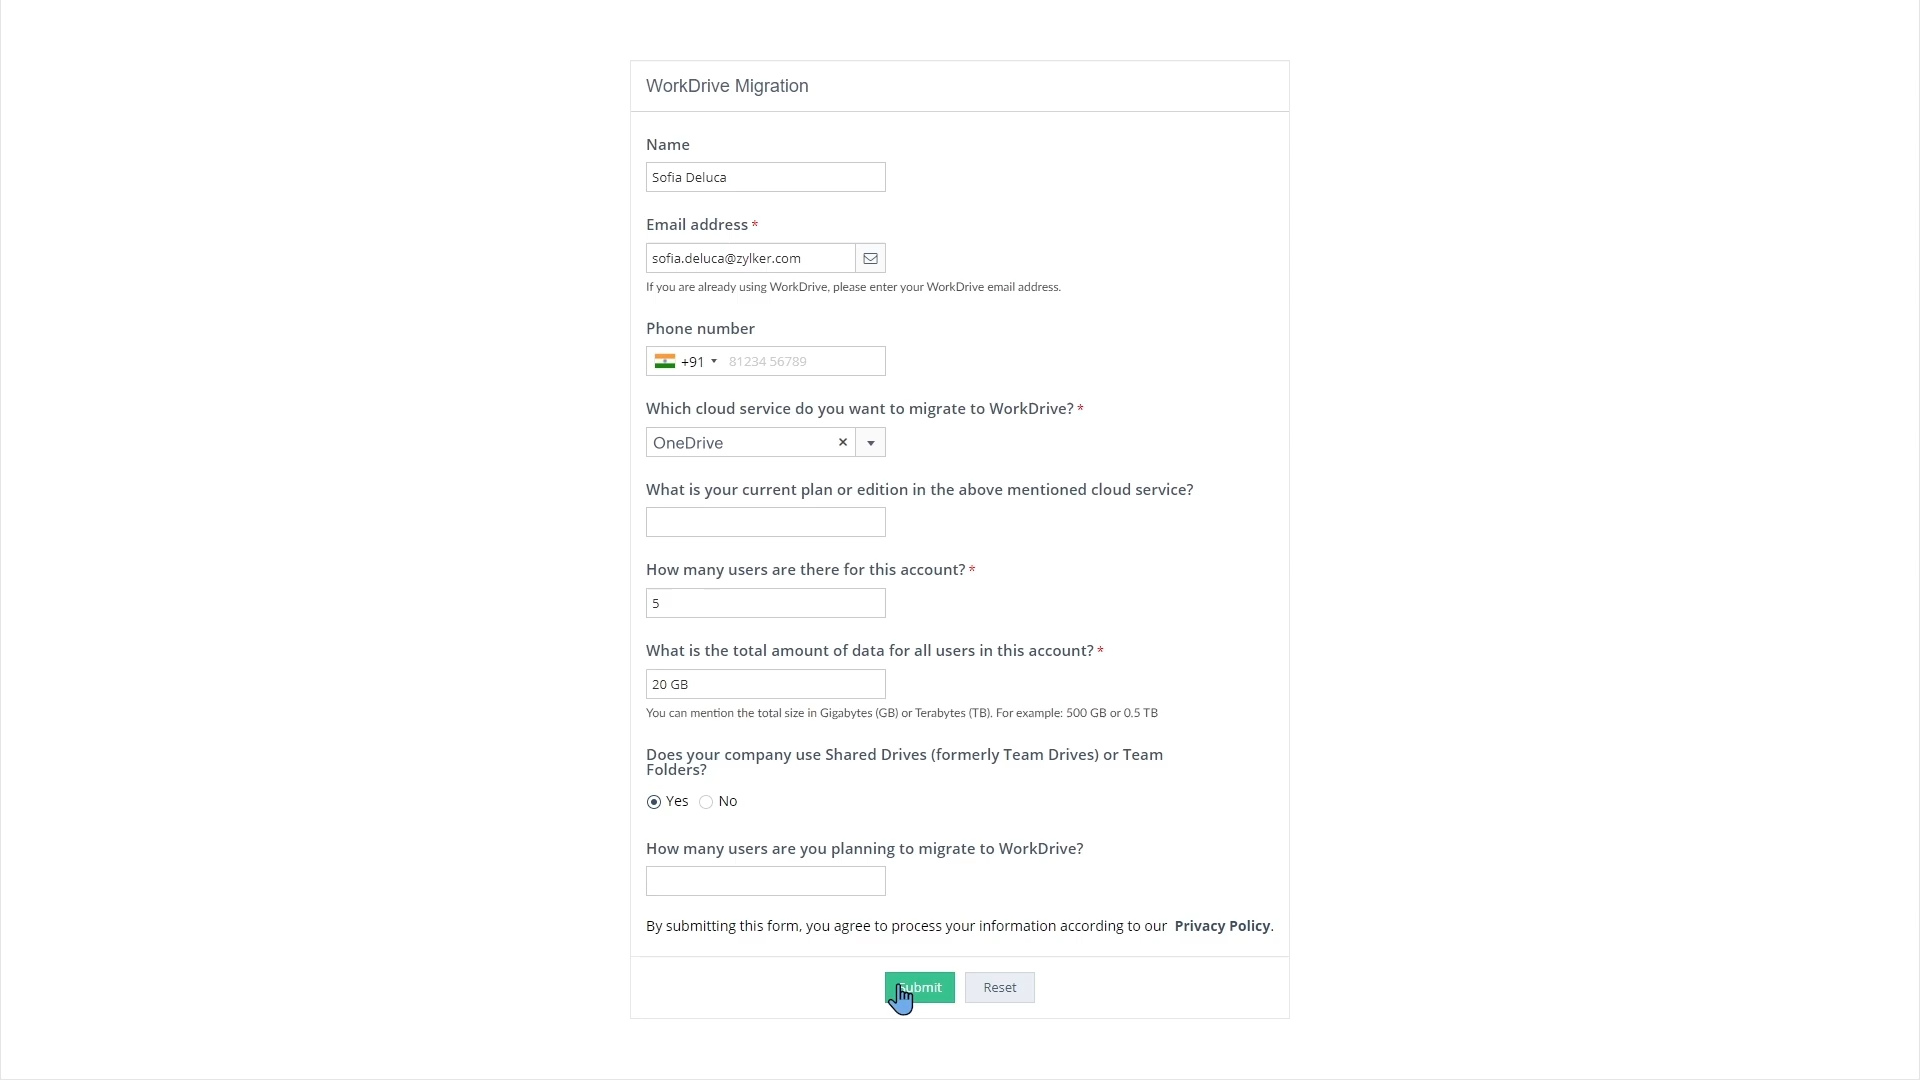 WorkDrive Migration
Name
Sofia Deluca
Email address *
sofia.deluca@zylker.com
If you are already using WorkDrive, please enter your WorkDrive email address.
Phone number
+91 81234 56789
Which cloud service do you want to migrate to WorkDrive? *
OneDrive ×
What is your current plan or edition in the above mentioned cloud service?
How many users are there for this account? *
5
What is the total amount of data for all users in this account? *
20 GB
You can mention the total size in Gigabytes (GB) or Terabytes (TB). For example: 500 GB or 0.5 TB
Does your company use Shared Drives (formerly Team Drives) or Team
Folders?
Yes No
How many users are you planning to migrate to WorkDrive?
By submitting this form, you agree to process your information according to our Privacy Policy.
Submit Reset